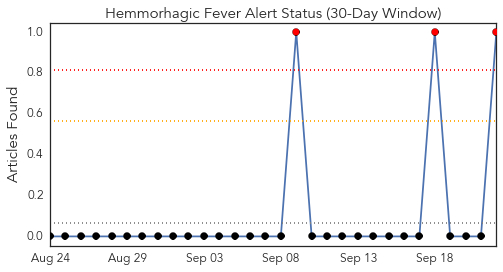 Hemmorhagic Fever Alert Status (30-Day Window)
Articles Found
1.0
0.8
0.6
0.4
0.2
0.0
Aug 24 Aug 29 Sep 03 Sep 08 Sep 13 Sep 18